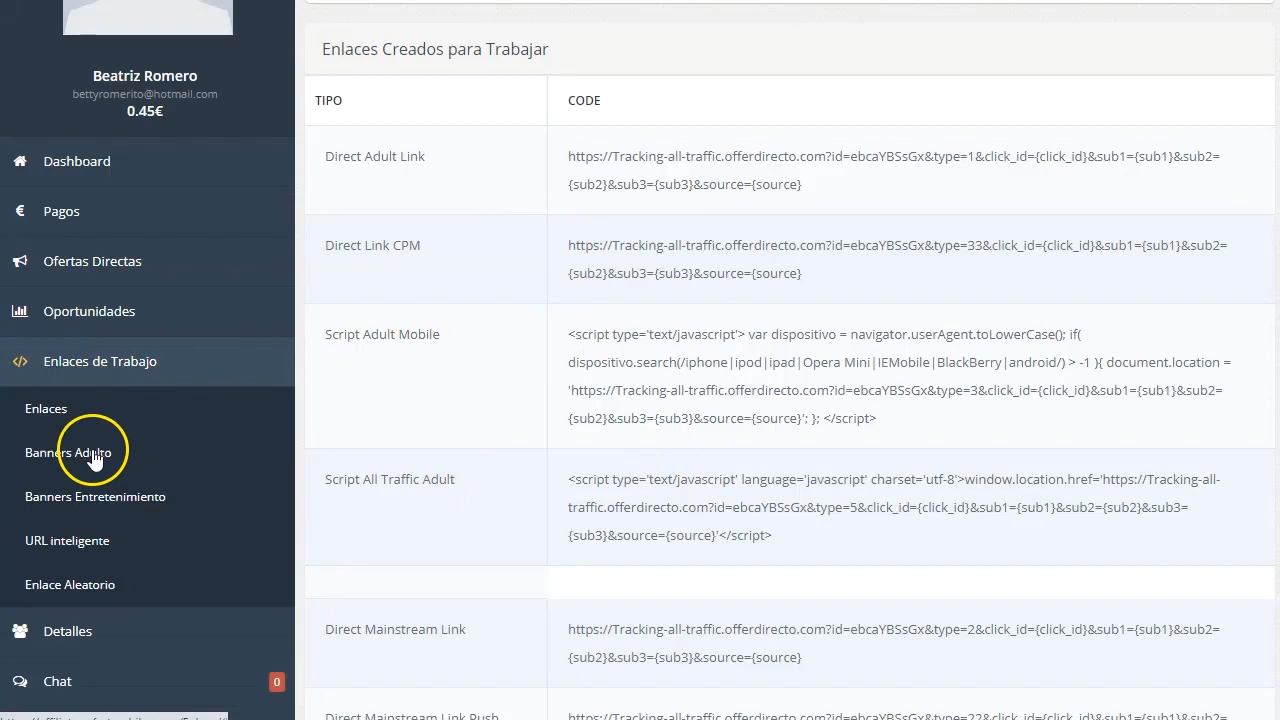 Beatriz Romero
bettyromerito@hotmail.com
0.45€
Dashboard
Pagos
Ofertas Directas
Oportunidades
Enlaces de Trabajo
Enlaces
Banners Adulto
Banners Entretenimiento
URL inteligente
Enlace Aleatorio
Detalles
Chat
0
Enlaces Creados para Trabajar
TIPO
CODE
Direct Adult Link
https://Tracking-all-traffic.offerdirecto.com?id=ebcaYBSsGx&type=1&click_id={click_id}&sub1={sub1}&sub2=
{sub2}&sub3={sub3}&source={source}
Direct Link CPM
https://Tracking-all-traffic.offerdirecto.com?id=ebcaYBSsGx&type=33&click_id={click_id}&sub1={sub1}&sub2=
{sub2}&sub3={sub3}&source={source}
Script Adult Mobile
<script type='text/javascript'> var dispositivo = navigator.userAgent.toLowerCase(); if(
dispositivo.search(/iphone|ipod|ipad|Opera Mini|IEMobile|BlackBerry|android/) > -1 ){ document.location =
'https://Tracking-all-traffic.offerdirecto.com?id=ebcaYBSsGx&type=3&click_id={click_id}&sub1={sub1}&sub2=
{sub2}&sub3={sub3}&source={source}'; }; </script>
Script All Traffic Adult
<script type="text/javascript' language='javascript' charset='utf-8'>window.location.href='https://Tracking-all-
traffic.offerdirecto.com?id=ebcaYBSsGx&type=5&click_id={click_id}&sub1={sub1}&sub2={sub2}&sub3=
{sub3}&source={source}'</script>
Direct Mainstream Link
https://Tracking-all-traffic.offerdirecto.com?id=ebcaYBSsGx&type=2&click_id={click_id}&sub1={sub1}&sub2=
{sub2}&sub3={sub3}&source={source}
Direct Mainstream Link Push
https://Tracking-all-traffic.offerdirecto.com?id=ebcaYBSsGx&type=22&click_id={click_id}&sub1={sub1}&sub2=